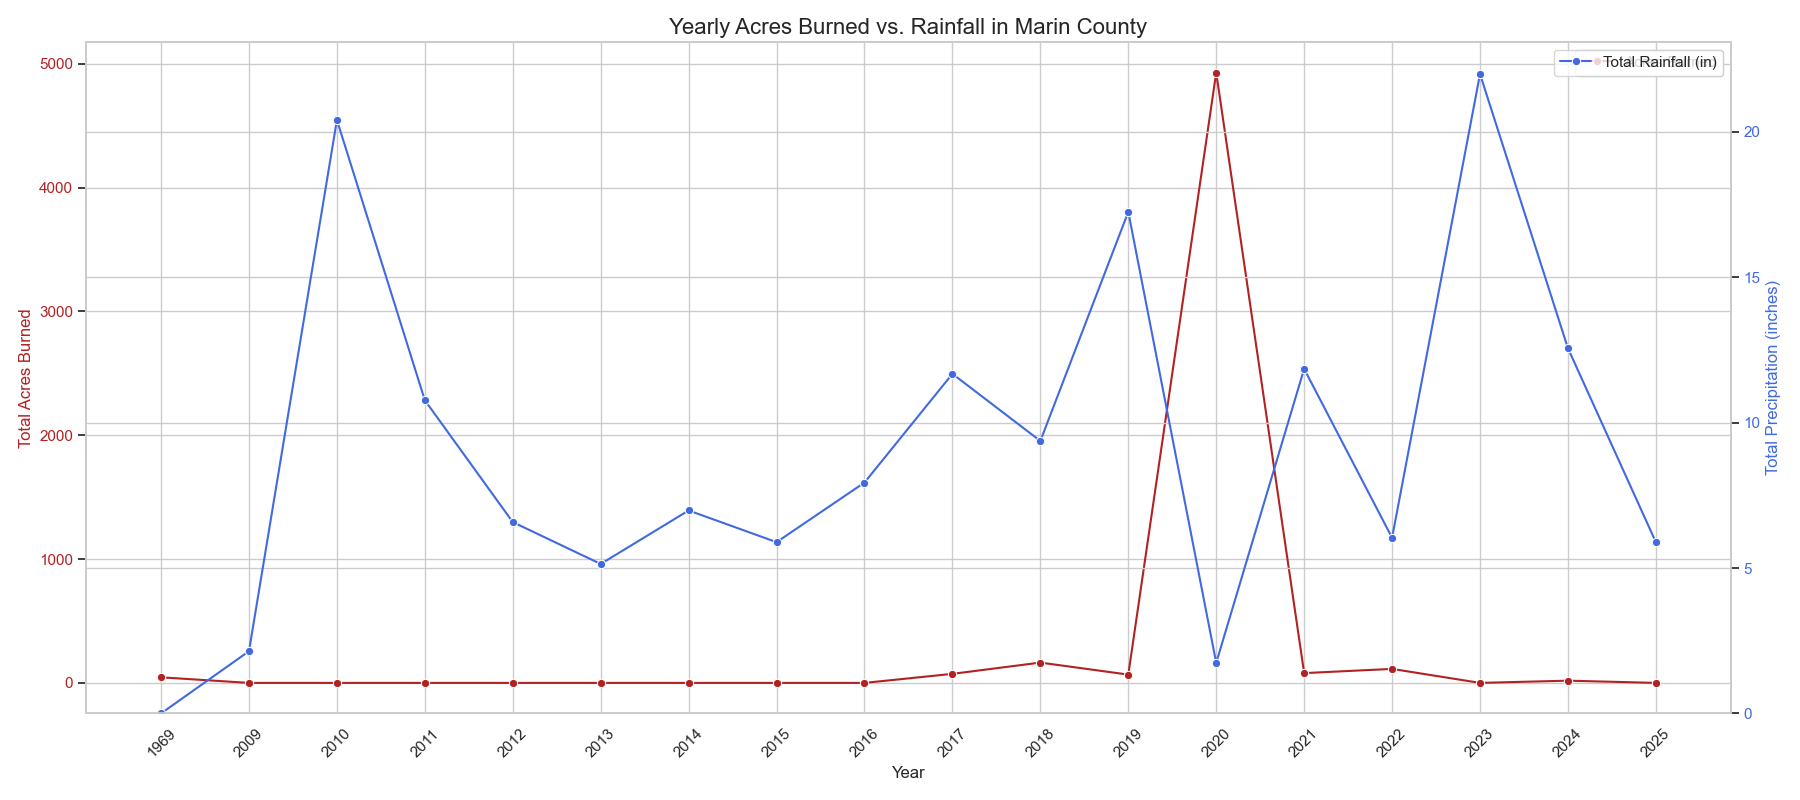 Yearly Acres Burned vs. Rainfall in Marin County
Total Rainfall (in)
5000
4000
3000
2000
1000
0
Total Acres Burned
20
15
10
5
0
Total Precipitation (inches)
1969 2009 2010 2011 2012 2013 2014 2015 2016 2017 2018 2019 2020 2021 2022 2023 2024 2025
Year